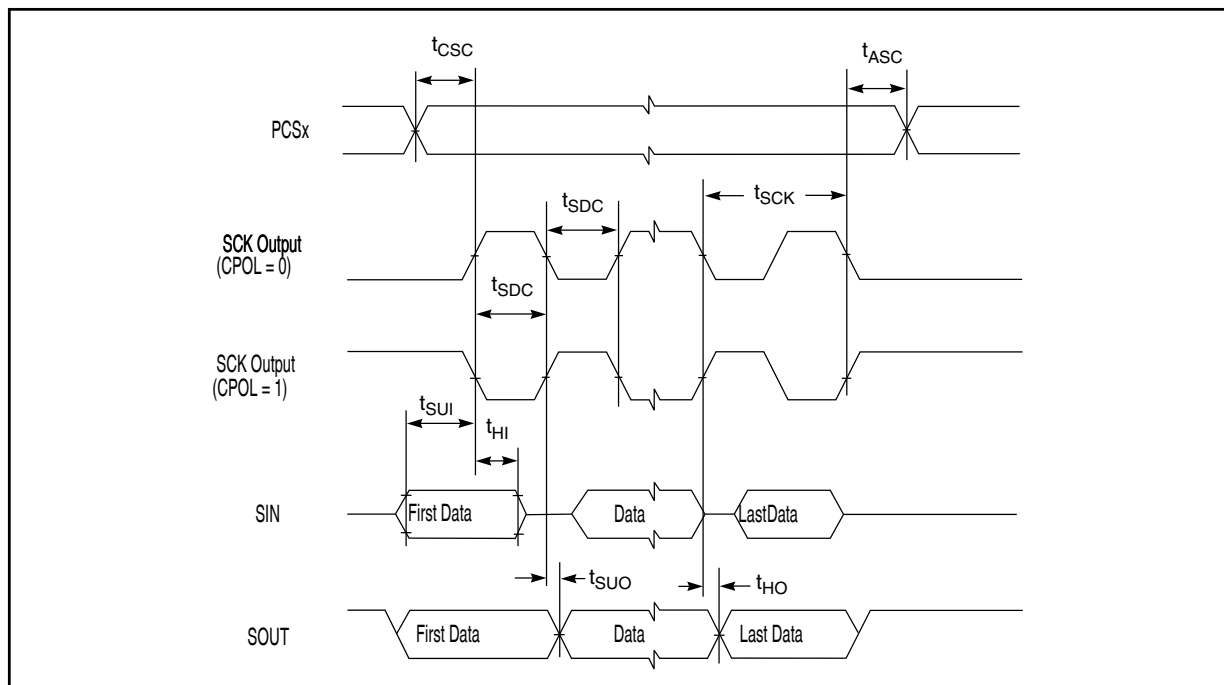 tCSC
tASC
PCSx
tSDC
tSCK
SCK Output
(CPOL = 0)
tSDC
SCK Output
(CPOL = 1)
tSUI
tHI
SIN
First Data
Data
LastData
tSUO
tHO
SOUT
First Data
Data
Last Data